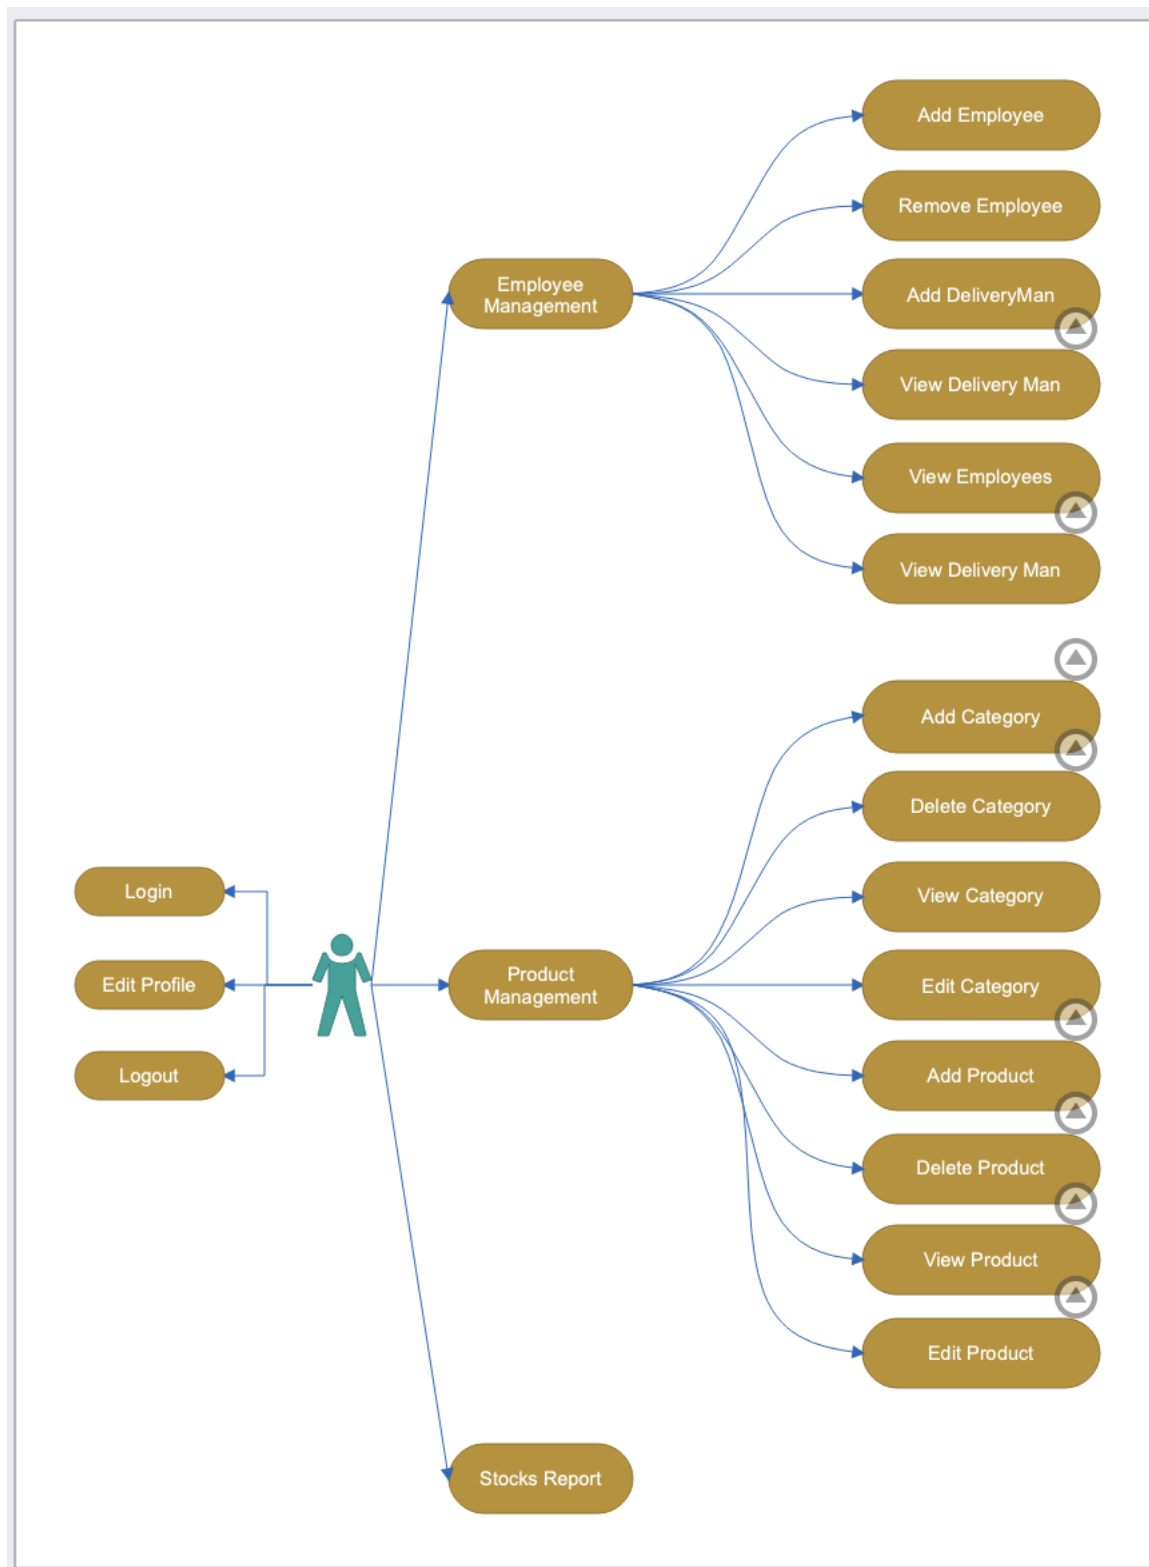 Add Employee
Remove Employee
Employee
Management
Add DeliveryMan
View Delivery Man
View Employees
View Delivery Man
Add Category
Delete Category
Login
View Category
Edit Profile
Product
Management
Edit Category
Logout
Add Product
Delete Product
View Product
Edit Product
Stocks Report